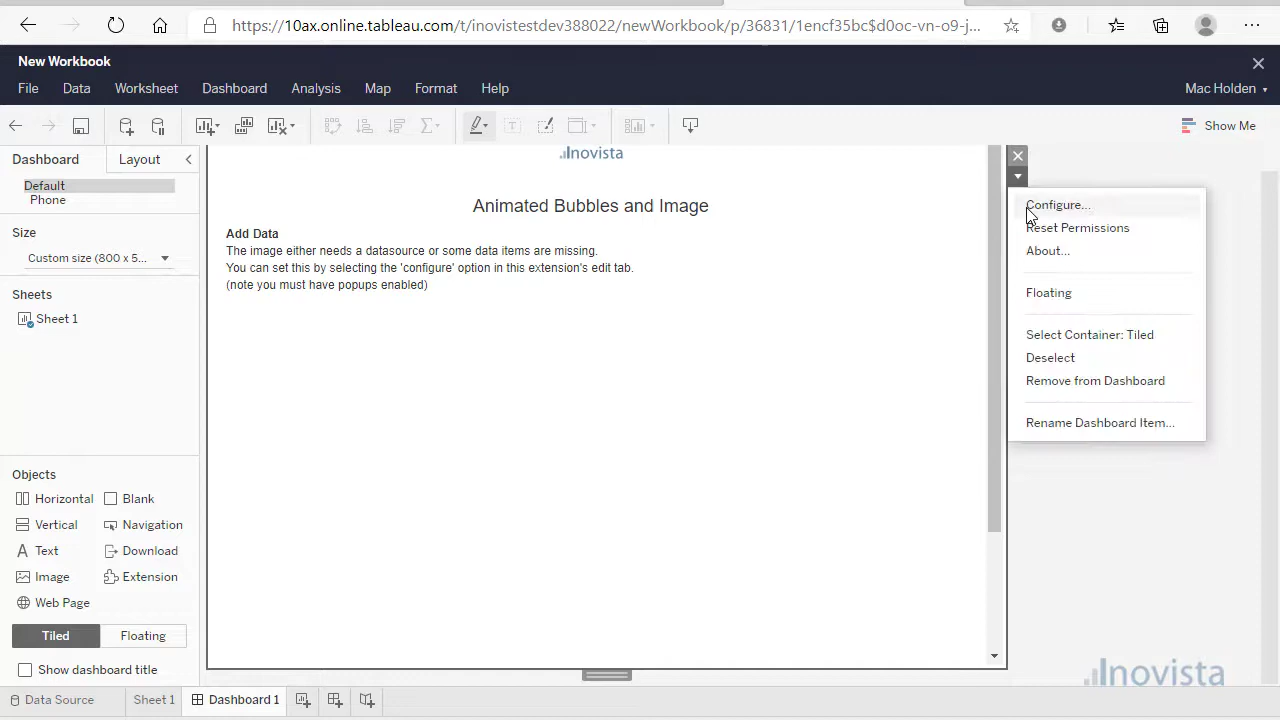 https://10ax.online.tableau.com/t/inovistestdev388022/newWorkbook/p/36831/1encf35bc$d0oc-vn-o9-j...
New Workbook
File Data Worksheet Dashboard Analysis Map Format Help
Mac Holden
Show Me
Dashboard Layout
Default
Phone
Size
Custom size (800 x 5...
Sheets
Sheet 1
Objects
Horizontal Blank
Vertical Navigation
A Text Download
Image Extension
Web Page
Tiled Floating
Show dashboard title
Inovista
Animated Bubbles and Image
Add Data
The image either needs a datasource or some data items are missing.
You can set this by selecting the 'configure' option in this extension's edit tab.
(note you must have popups enabled)
Configure...
Reset Permissions
About...
Floating
Select Container: Tiled
Deselect
Remove from Dashboard
Rename Dashboard Item...
Inovista
Data Source Sheet 1 Dashboard 1